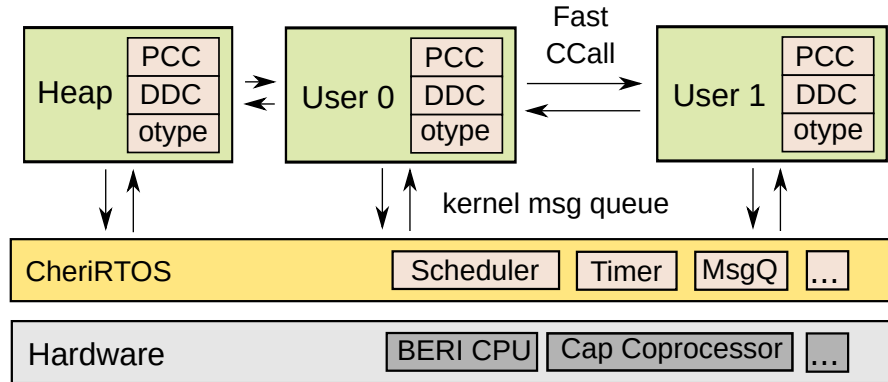 Fast
CCall
Heap
PCC
DDC
otype
User 0
PCC
DDC
otype
User 1
PCC
DDC
otype
kernel msg queue
CheriRTOS
Scheduler
Timer
MsgQ
...
Hardware
BERI CPU
Cap Coprocessor
...